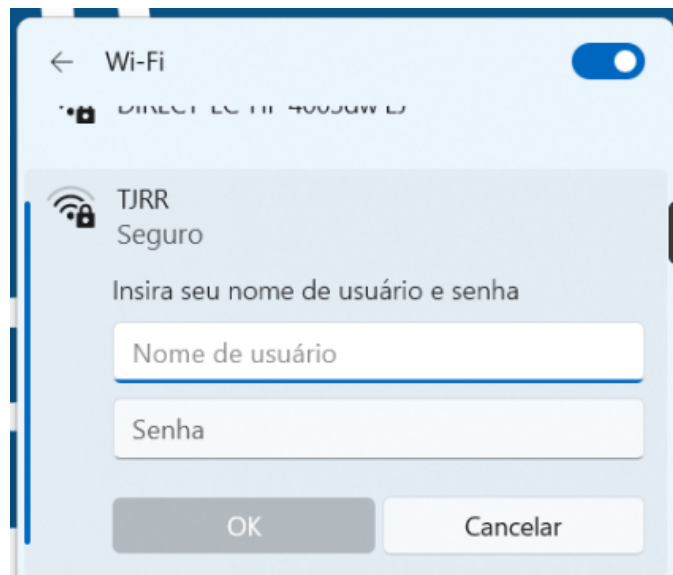 Wi-Fi
TJRR
Seguro
Insira seu nome de usuário e senha
Nome de usuário
Senha
OK
Cancelar